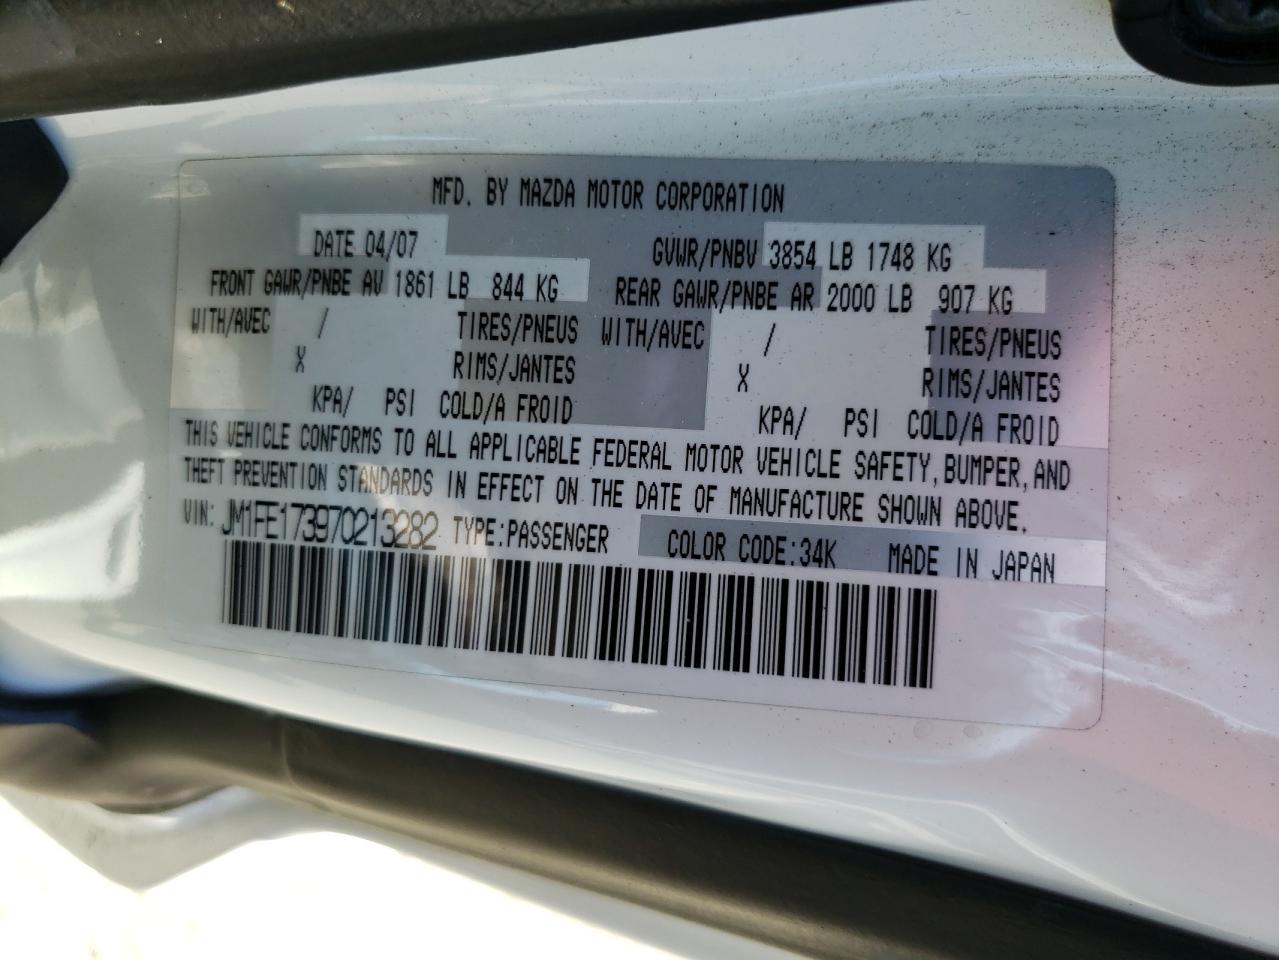 MFD. BY MAZDA MOTOR CORPORATION
DATE 04/07 GVWR/PNBV 3854 LB 1748 KG
FRONT GAWR/PNBE AV 1861 LB 844 KG REAR GAWR/PNBE AR 2000 LB 907 KG
WITH/AVEC / TIRES/PNEUS WITH/AVEC / TIRES/PNEUS
X RIMS/JANTES X RIMS/JANTES
KPA/ PSI COLD/A FROID KPA/ PSI COLD/A FROID
THIS VEHICLE CONFORMS TO ALL APPLICABLE FEDERAL MOTOR VEHICLE SAFETY, BUMPER, AND
THEFT PREVENTION STANDARDS IN EFFECT ON THE DATE OF MANUFACTURE SHOWN ABOVE.
VIN: JM1FE173970213282 TYPE:PASSENGER COLOR CODE:34K MADE IN JAPAN